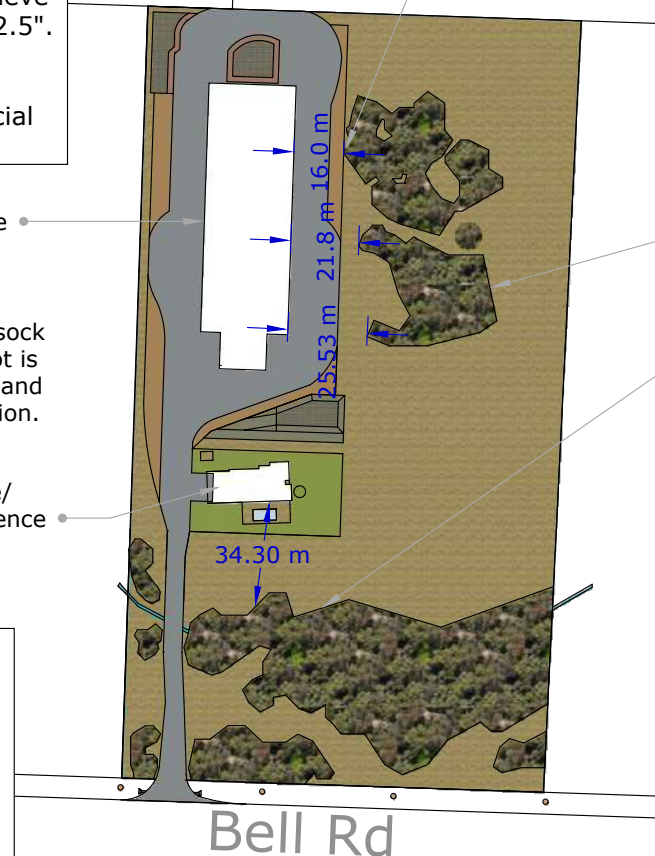 2.5".
cial
e
sock
ot is
and
ion.
e/
ence
16.0 m
21.8 m
25.53 m
34.30 m
Bell Rd